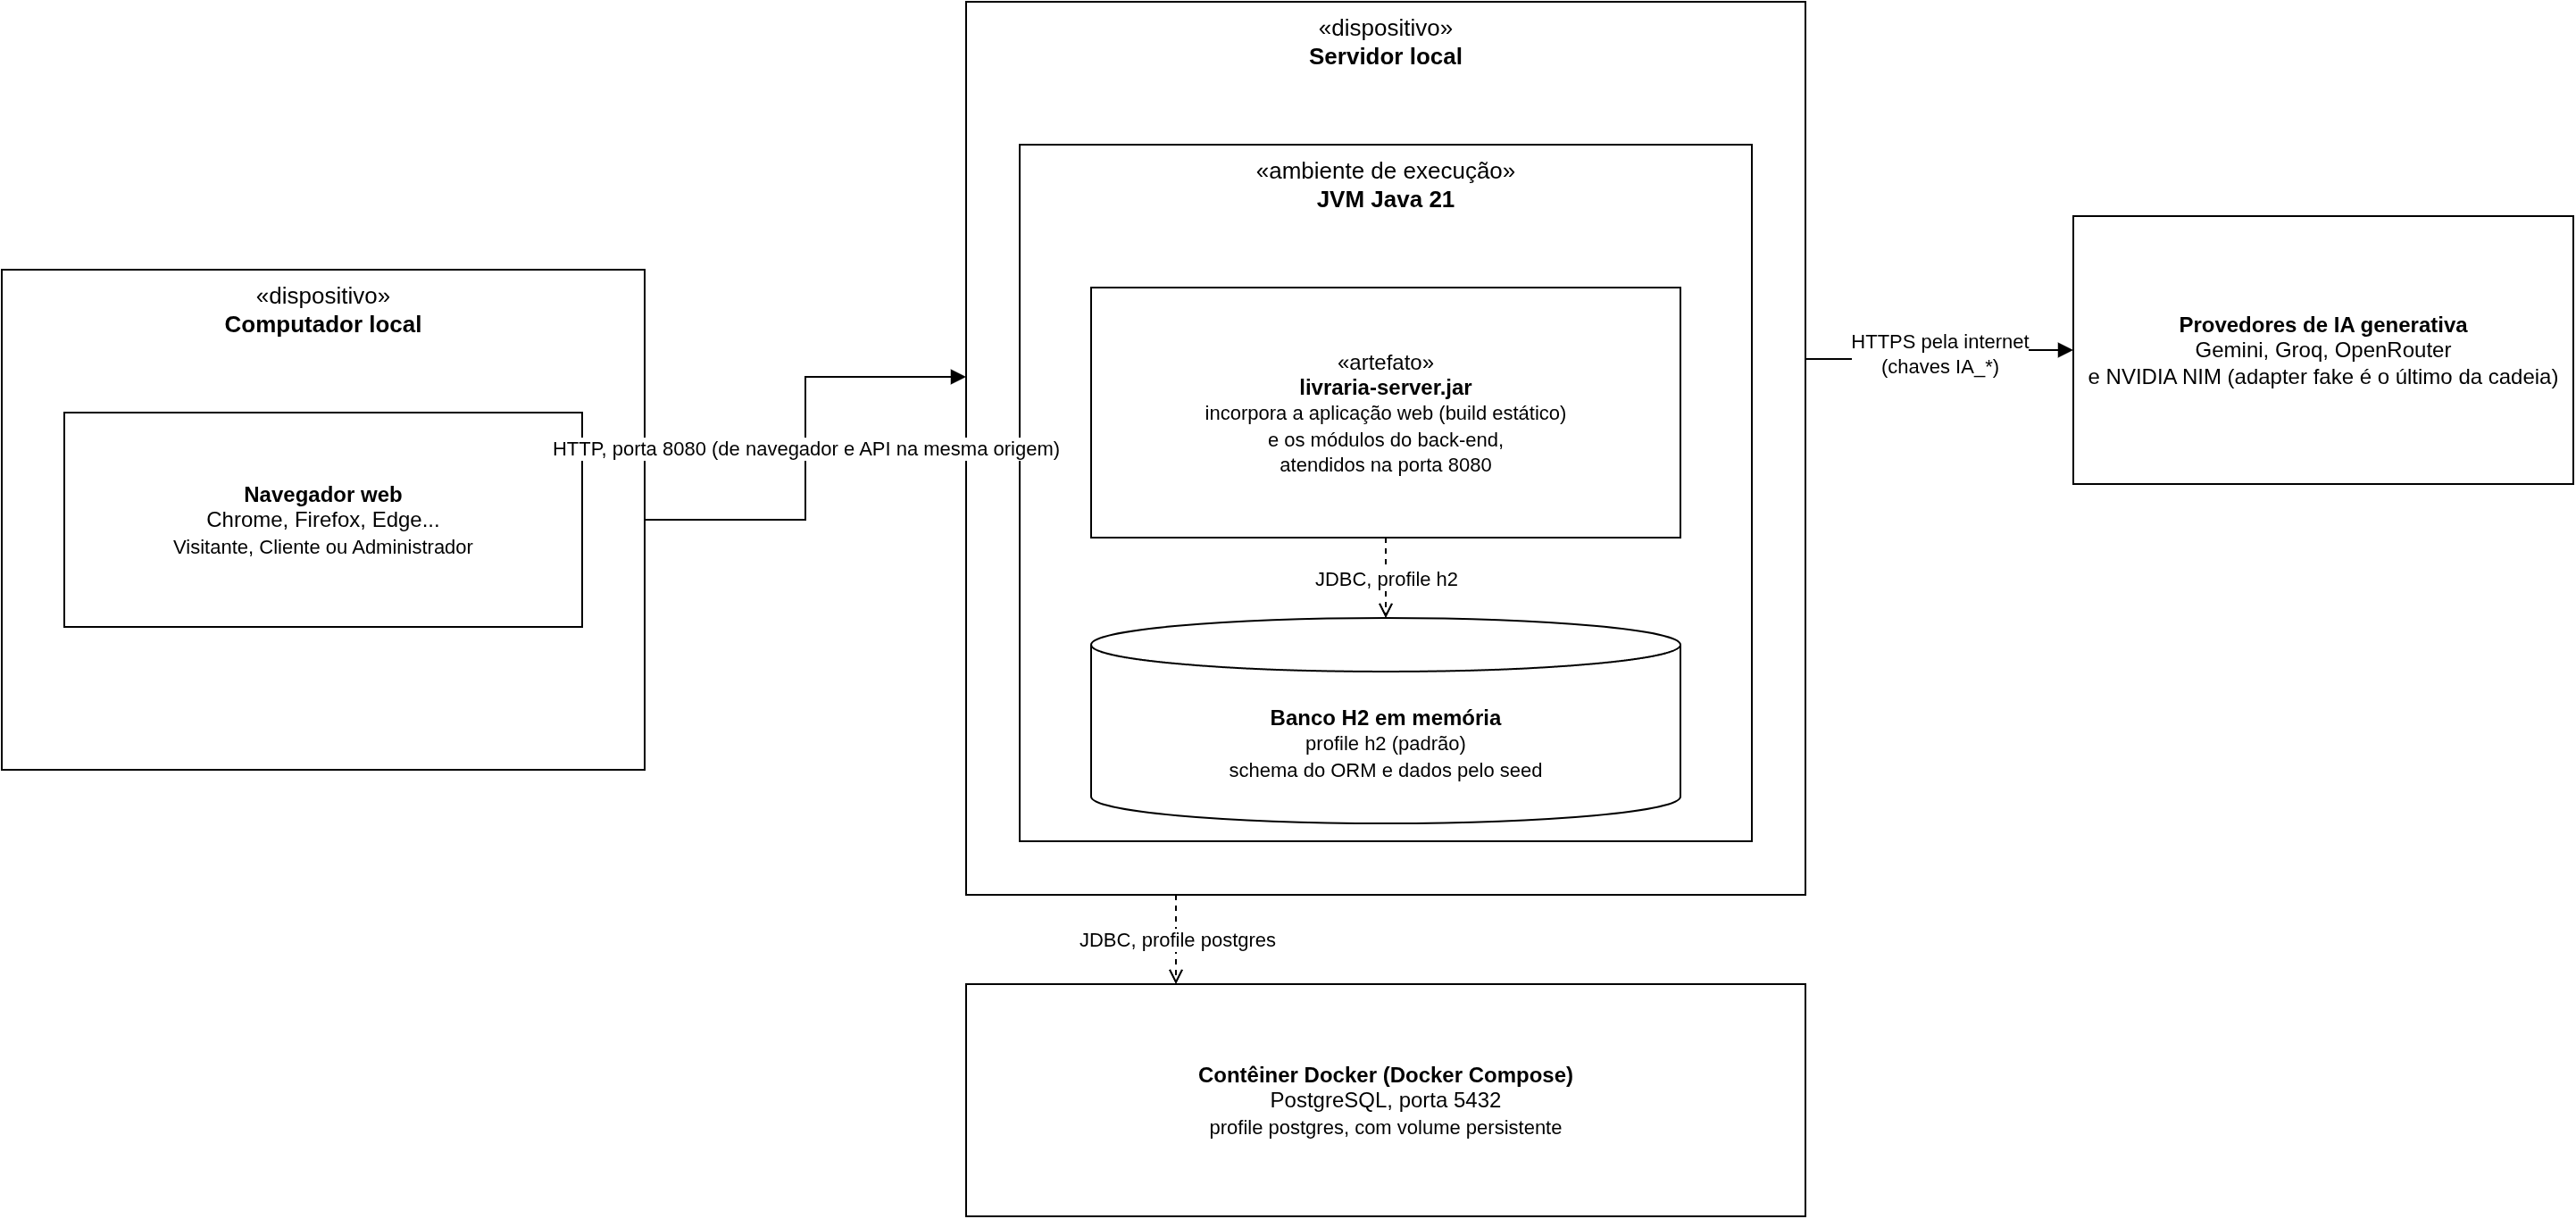 «dispositivo»
Servidor local
«ambiente de execução»
JVM Java 21
«dispositivo»
Computador local
«artefato»
livraria-server.jar
incorpora a aplicação web (build estático)
e os módulos do back-end,
atendidos na porta 8080
HTTPS pela internet
(chaves IA_*)
Provedores de IA generativa
Gemini, Groq, OpenRouter
e NVIDIA NIM (adapter fake é o último da cadeia)
HTTP, porta 8080 (de navegador e API na mesma origem)
Navegador web
Chrome, Firefox, Edge...
Visitante, Cliente ou Administrador
JDBC, profile h2
Banco H2 em memória
profile h2 (padrão)
schema do ORM e dados pelo seed
JDBC, profile postgres
Contêiner Docker (Docker Compose)
PostgreSQL, porta 5432
profile postgres, com volume persistente